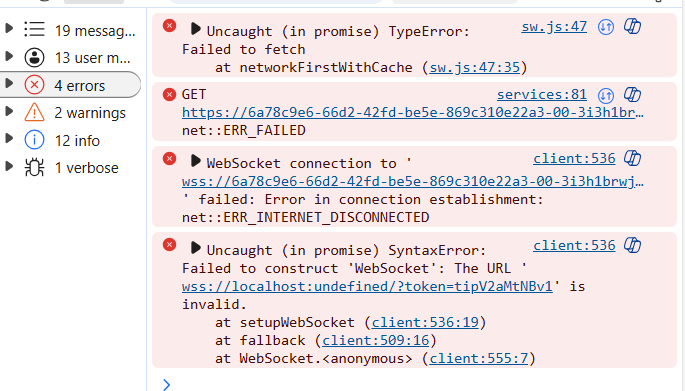 19 messag...
13 user m...
4 errors
2 warnings
12 info
1 verbose
Uncaught (in promise) TypeError: sw.js:47
Failed to fetch
at networkFirstWithCache (sw.js:47:35)
GET services:81
https://6a78c9e6-66d2-42fd-be5e-869c310e22a3-00-3i3h1br…
net::ERR_FAILED
WebSocket connection to ' client:536
wss://6a78c9e6-66d2-42fd-be5e-869c310e22a3-00-3i3h1brwj…
' failed: Error in connection establishment:
net::ERR_INTERNET_DISCONNECTED
Uncaught (in promise) SyntaxError: client:536
Failed to construct 'WebSocket': The URL '
wss://localhost:undefined/?token=tipV2aMtNBv1' is
invalid.
at setupWebSocket (client:536:19)
at fallback (client:509:16)
at WebSocket.<anonymous> (client:555:7)